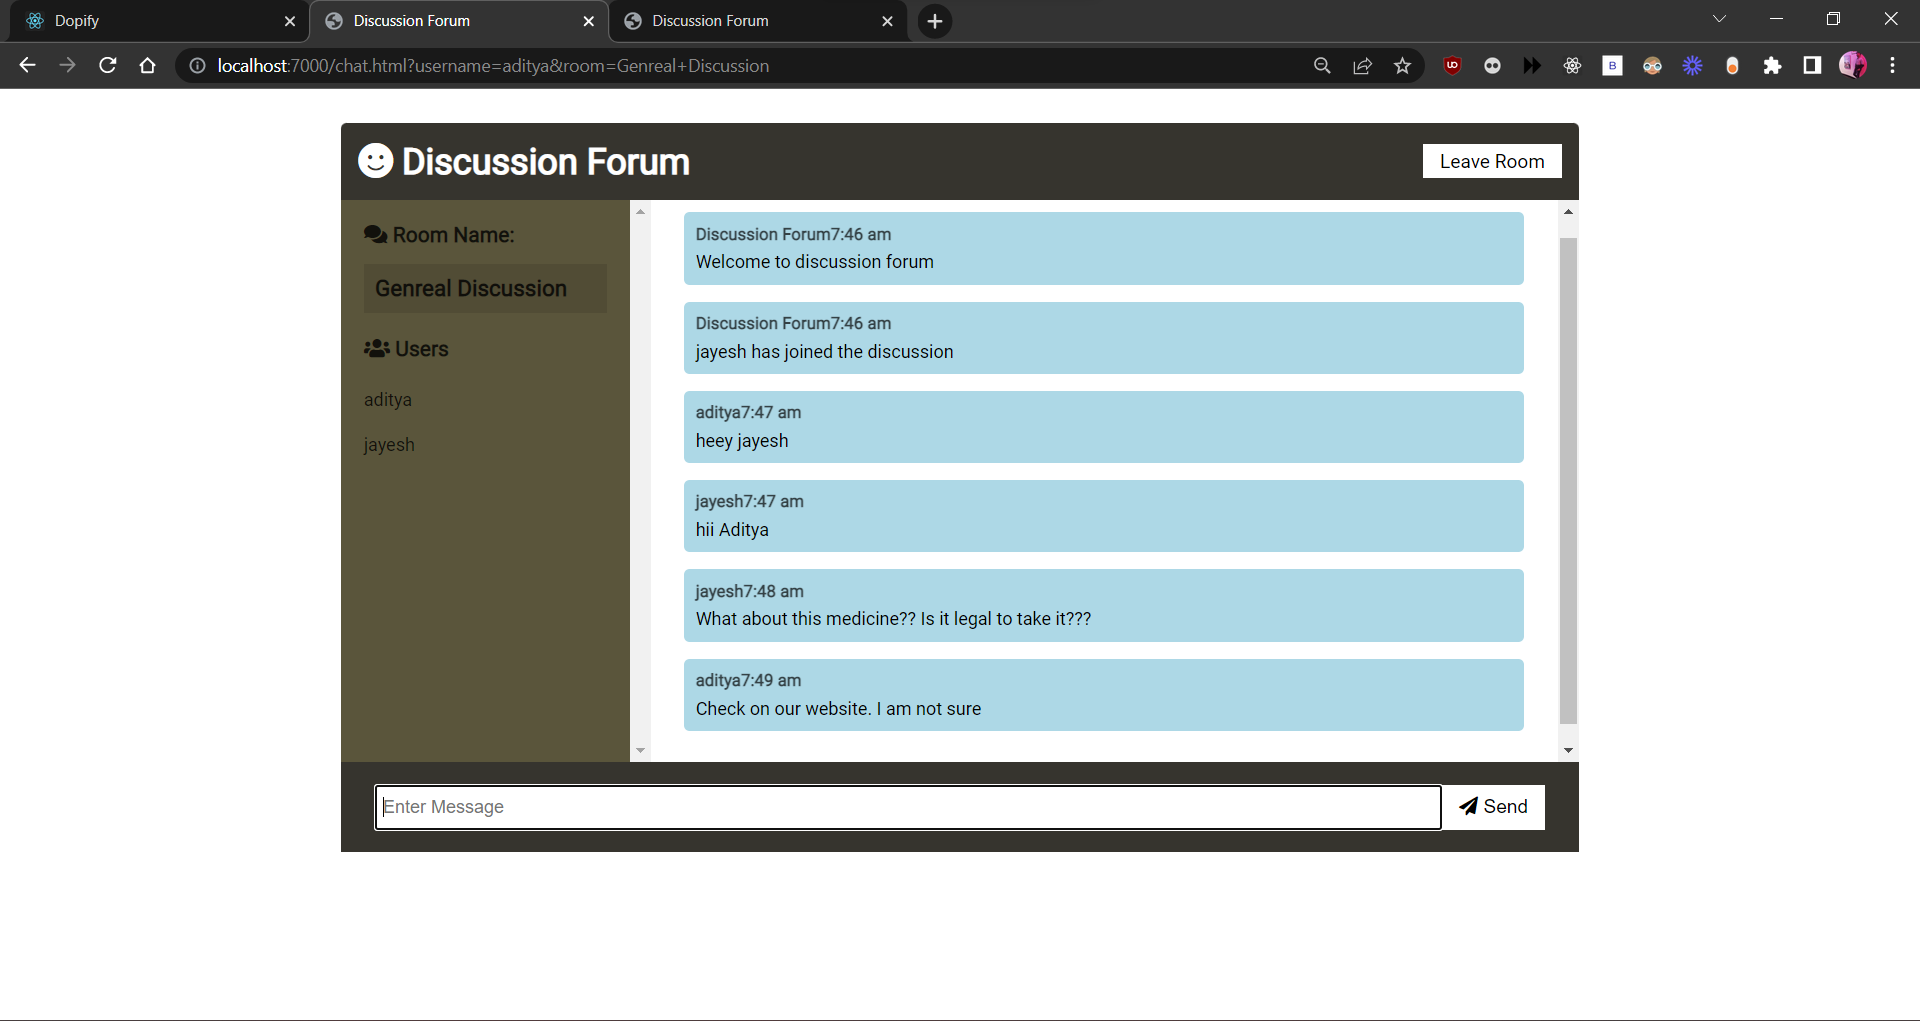 Dopify
Discussion Forum
Discussion Forum
localhost:7000/chat.html?username=aditya&room=Genreal+Discussion
Discussion Forum
Leave Room
Room Name:
Genreal Discussion
Users
aditya
jayesh
Discussion Forum7:46 am
Welcome to discussion forum
Discussion Forum7:46 am
jayesh has joined the discussion
aditya7:47 am
heey jayesh
jayesh7:47 am
hii Aditya
jayesh7:48 am
What about this medicine?? Is it legal to take it???
aditya7:49 am
Check on our website. I am not sure
Enter Message
Send